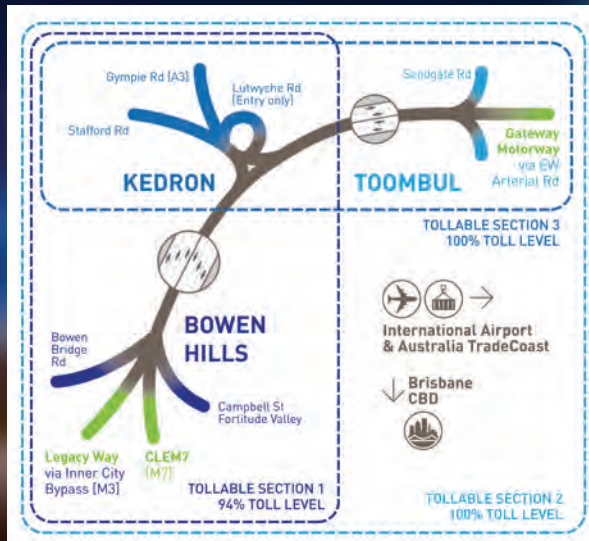 Gympie Rd [A3]
Lutwyche Rd
[Entry only]
Stafford Rd
Sandgate Rd
Gateway
Motorway
via EW
Arterial Rd
KEDRON
TOOMBUL
TOLLABLE SECTION 3
100% TOLL LEVEL
BOWEN
HILLS
Bowen
Bridge
Rd
Campbell St
Fortitude Valley
Legacy Way
via Inner City
Bypass [M3]
CLEM7
[M7]
International Airport
& Australia TradeCoast
Brisbane
CBD
TOLLABLE SECTION 1
94% TOLL LEVEL
TOLLABLE SECTION 2
100% TOLL LEVEL